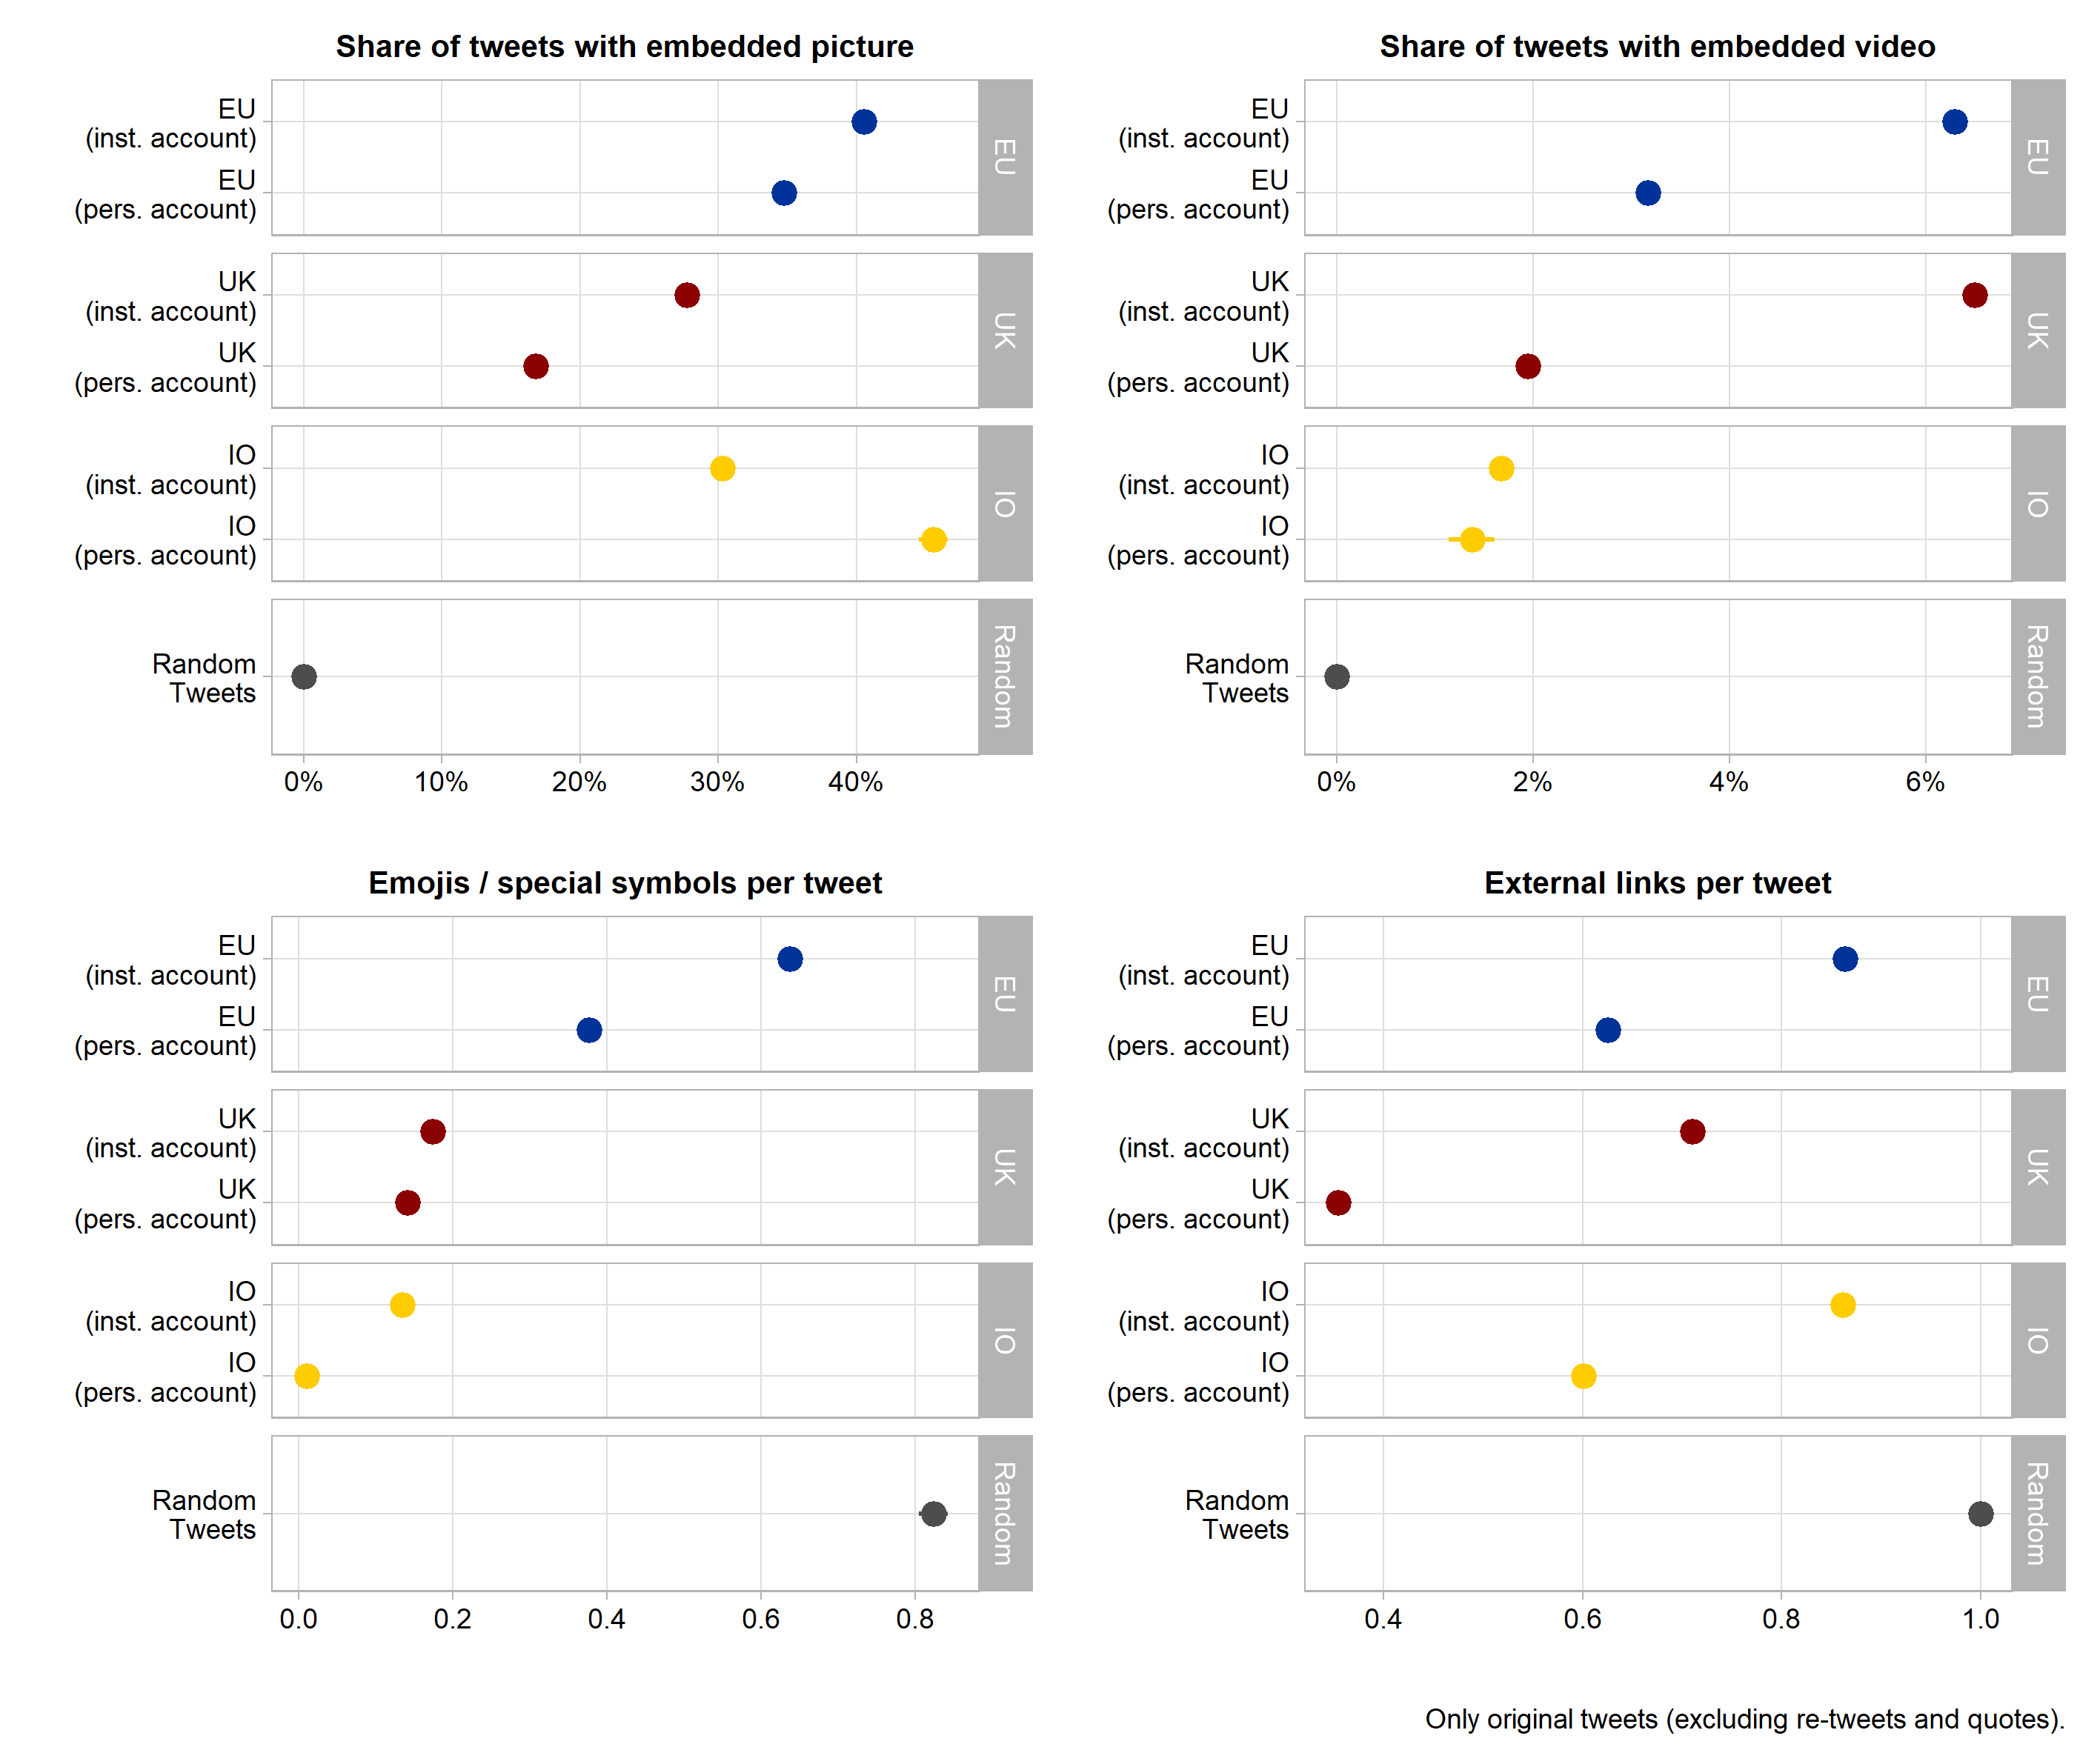 Share of tweets with embedded picture
EU
(inst. account)
EU
(pers. account)
EU
UK
(inst. account)
UK
(pers. account)
UK
IO
(inst. account)
IO
(pers. account)
IO
Random
Tweets
Random
0% 10% 20% 30% 40%
Share of tweets with embedded video
EU
(inst. account)
EU
(pers. account)
EU
UK
(inst. account)
UK
(pers. account)
UK
IO
(inst. account)
IO
(pers. account)
IO
Random
Tweets
Random
0% 2% 4% 6%
Emojis / special symbols per tweet
EU
(inst. account)
EU
(pers. account)
EU
UK
(inst. account)
UK
(pers. account)
UK
IO
(inst. account)
IO
(pers. account)
IO
Random
Tweets
Random
0.0 0.2 0.4 0.6 0.8
External links per tweet
EU
(inst. account)
EU
(pers. account)
EU
UK
(inst. account)
UK
(pers. account)
UK
IO
(inst. account)
IO
(pers. account)
IO
Random
Tweets
Random
0.4 0.6 0.8 1.0
Only original tweets (excluding re-tweets and quotes).